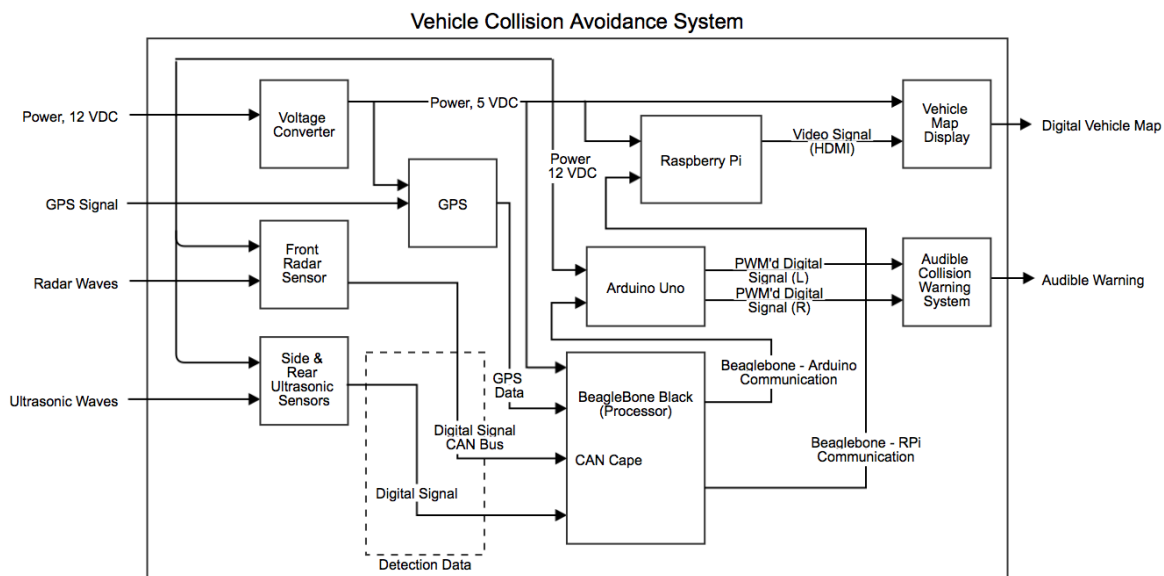 Vehicle Collision Avoidance System
Power, 12 VDC
Voltage
Converter
Power, 5 VDC
Vehicle
Map
Display
Digital Vehicle Map
Video Signal
(HDMI)
Raspberry Pi
Power
12 VDC
GPS Signal
GPS
Radar Waves
Front
Radar
Sensor
Arduino Uno
PWM'd Digital
Signal (L)
PWM'd Digital
Signal (R)
Audible
Collision
Warning
System
Audible Warning
Ultrasonic Waves
Side &
Rear
Ultrasonic
Sensors
GPS
Data
BeagleBone Black
(Processor)
Beaglebone - Arduino
Communication
Digital Signal
CAN Bus
CAN Cape
Beaglebone - RPi
Communication
Digital Signal
Detection Data